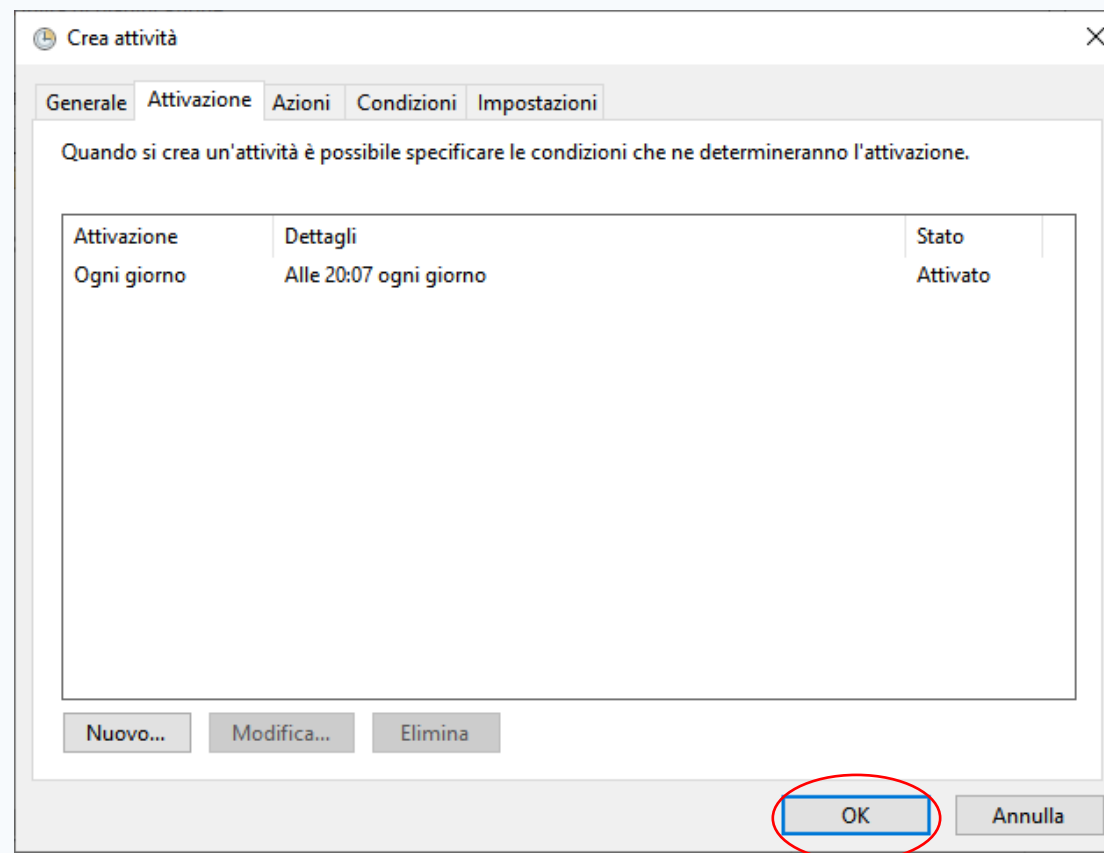 Crea attività
Generale Attivazione Azioni Condizioni Impostazioni
Quando si crea un'attività è possibile specificare le condizioni che ne determineranno l'attivazione.
Attivazione Dettagli Stato
Ogni giorno Alle 20:07 ogni giorno Attivato
Nuovo... Modifica... Elimina
OK Annulla